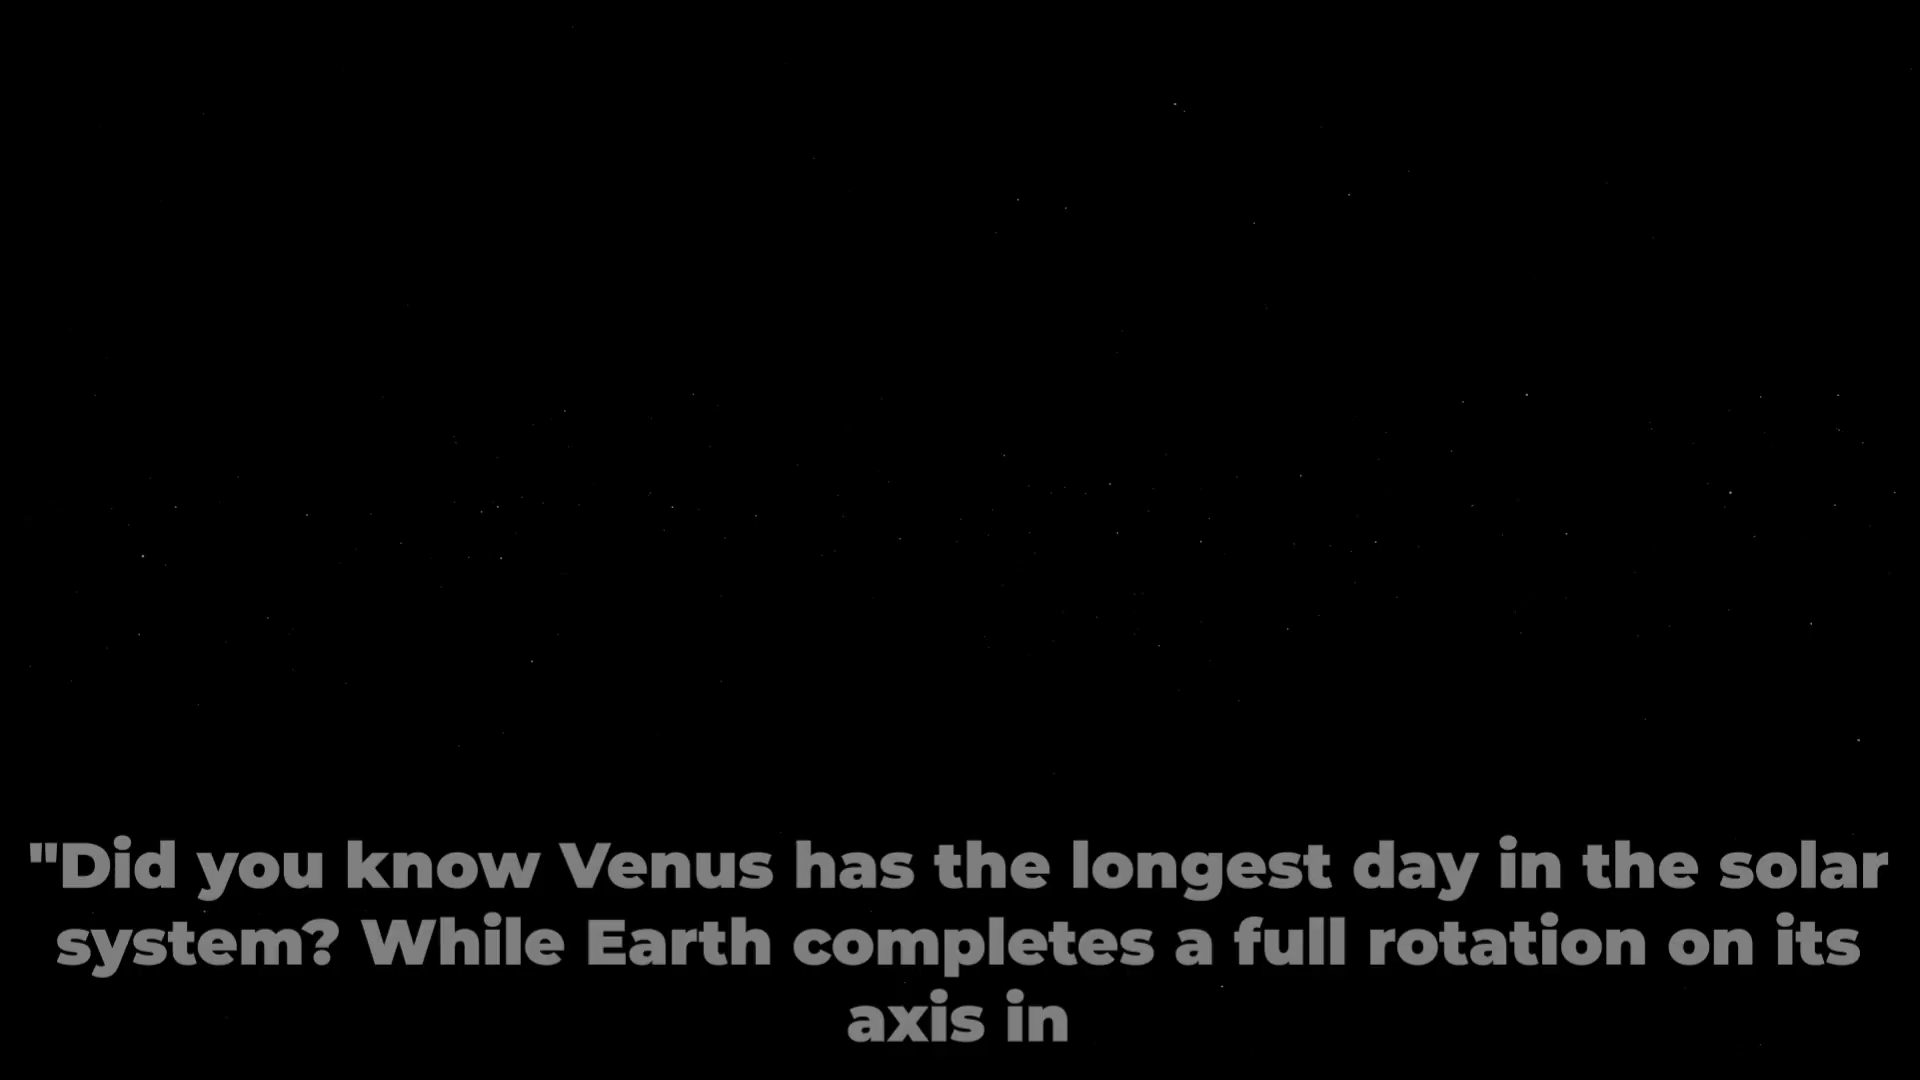 "Did you know Venus has the longest day in the solar
system? While Earth completes a full rotation on its
axis in